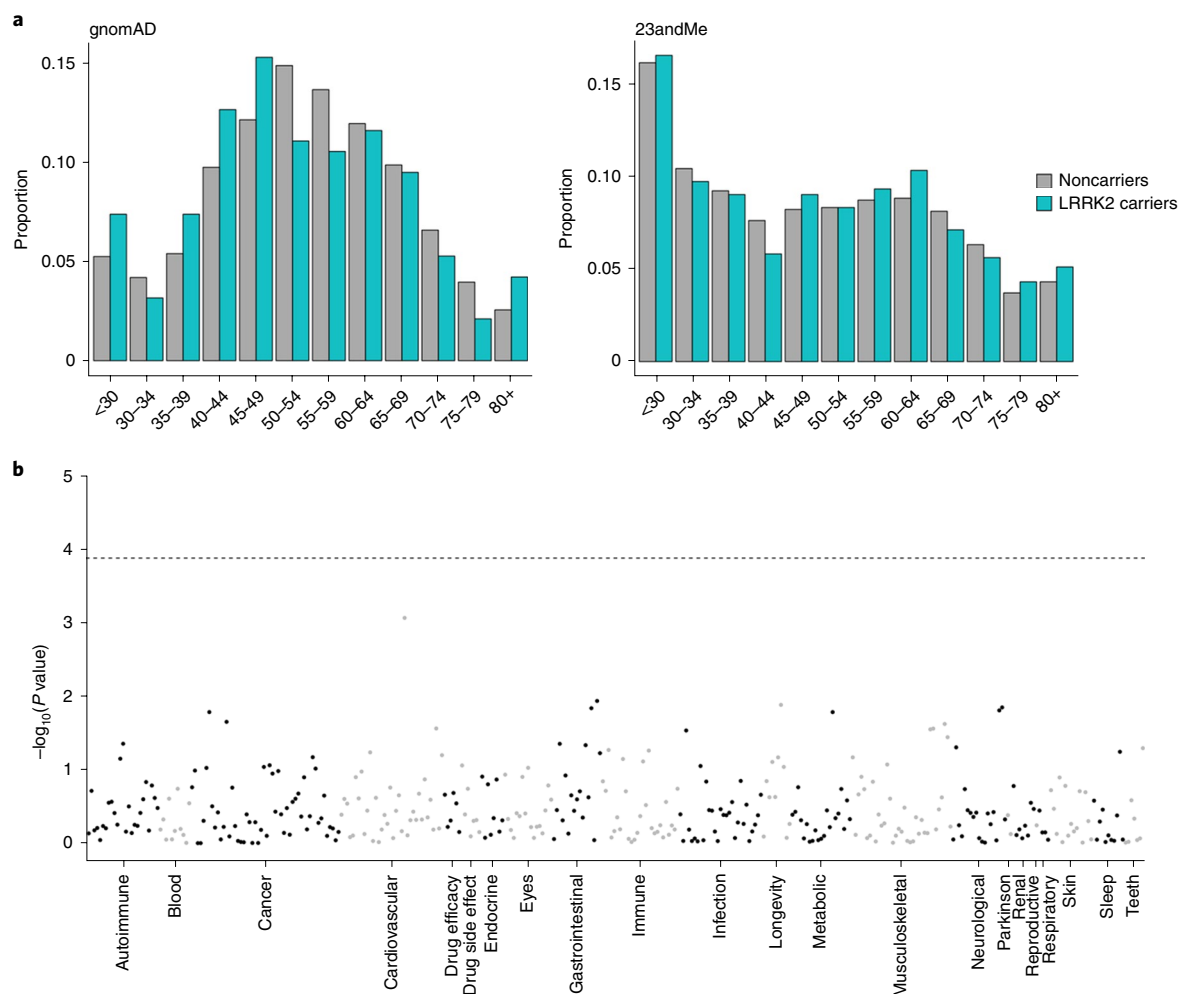 a
gnomAD
23andMe
0.15
0.10
0.05
0
Proportion
<30
30–34
35–39
40–44
45-49
50–54
55–59
60–64
65–69
70–74
75–79
80+
0.15
0.10
0.05
0
Proportion
<30
30–34
35–39
40–44
45–49
50–54
55–59
60–64
65–69
70–74
75–79
80+
Noncarriers
LRRK2 carriers
b
5
4
3
2
1
0
–log10(P value)
Autoimmune
Blood
Cancer
Cardiovascular
Drug efficacy
Drug side effect
Endocrine
Eyes
Gastrointestinal
Immune
Infection
Longevity
Metabolic
Musculoskeletal
Neurological
Parkinson
Renal
Reproductive
Respiratory
Skin
Sleep
Teeth